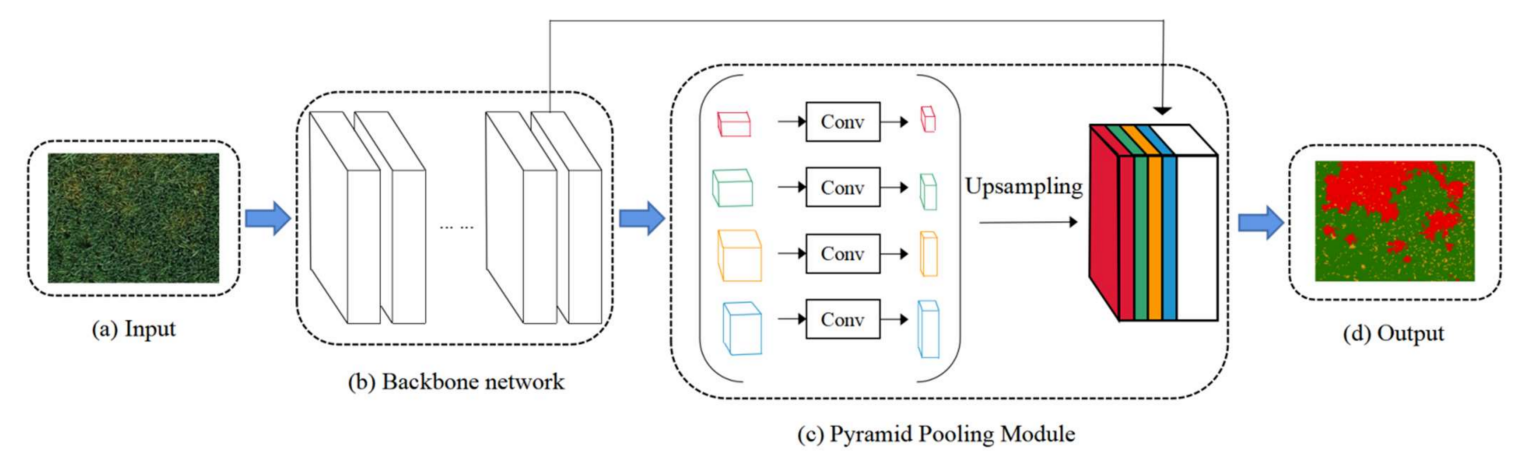 Conv
Conv
Upsampling
... ...
Conv
Conv
(a) Input
(d) Output
(b) Backbone network
(c) Pyramid Pooling Module